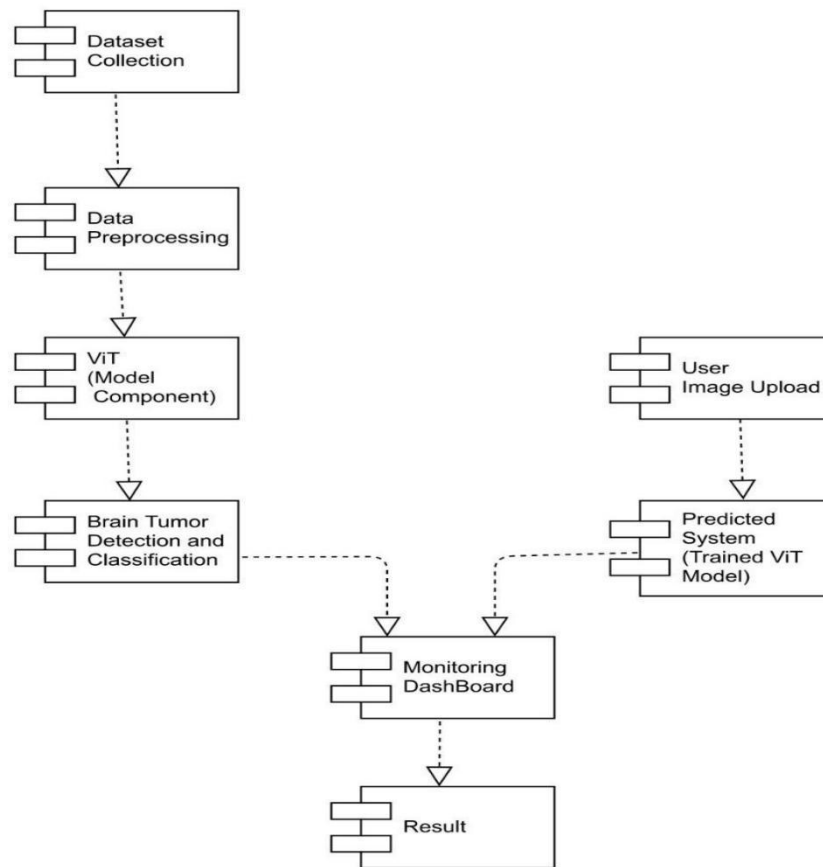 Dataset
Collection
Data
Preprocessing
ViT
(Model
Component)
User
Image Upload
Brain Tumor
Detection and
Classification
Predicted
System
(Trained ViT
Model)
Monitoring
DashBoard
Result